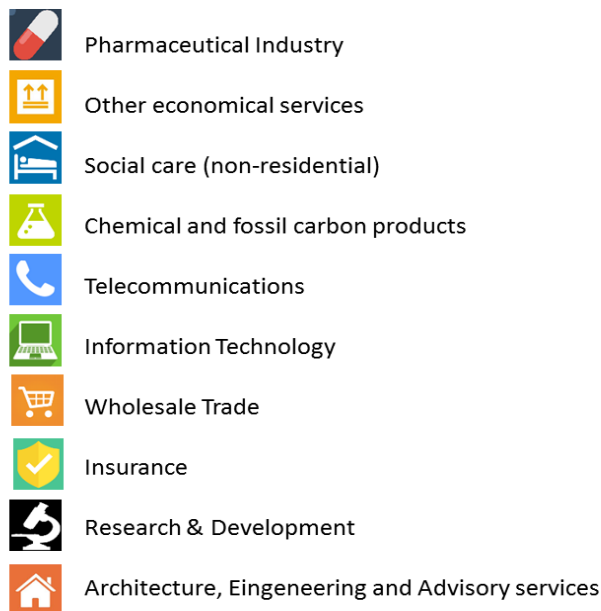 Pharmaceutical Industry
Other economical services
Social care (non-residential)
Chemical and fossil carbon products
Telecommunications
Information Technology
Wholesale Trade
Insurance
Research & Development
Architecture, Eingeneering and Advisory services